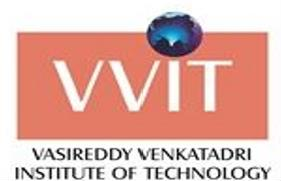 VVIT
VASIREDDY VENKATADRI
INSTITUTE OF TECHNOLOGY